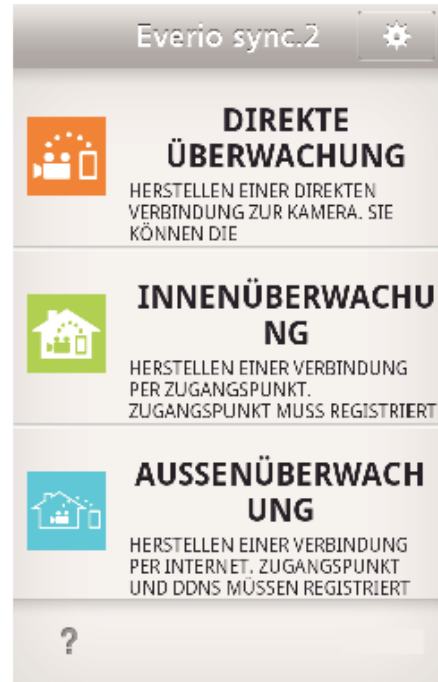 Everio sync.2
DIREKTE
ÜBERWACHUNG
HERSTELLEN EINER DIREKTEN
VERBINDUNG ZUR KAMERA. SIE
KÖNNEN DIE
INNENÜBERWACHU
NG
HERSTELLEN EINER VERBINDUNG
PER ZUGANGSPUNKT.
ZUGANGSPUNKT MUSS REGISTRIERT
AUSSENÜBERWACH
UNG
HERSTELLEN EINER VERBINDUNG
PER INTERNET. ZUGANGSPUNKT
UND DDNS MÜSSEN REGISTRIERT
?